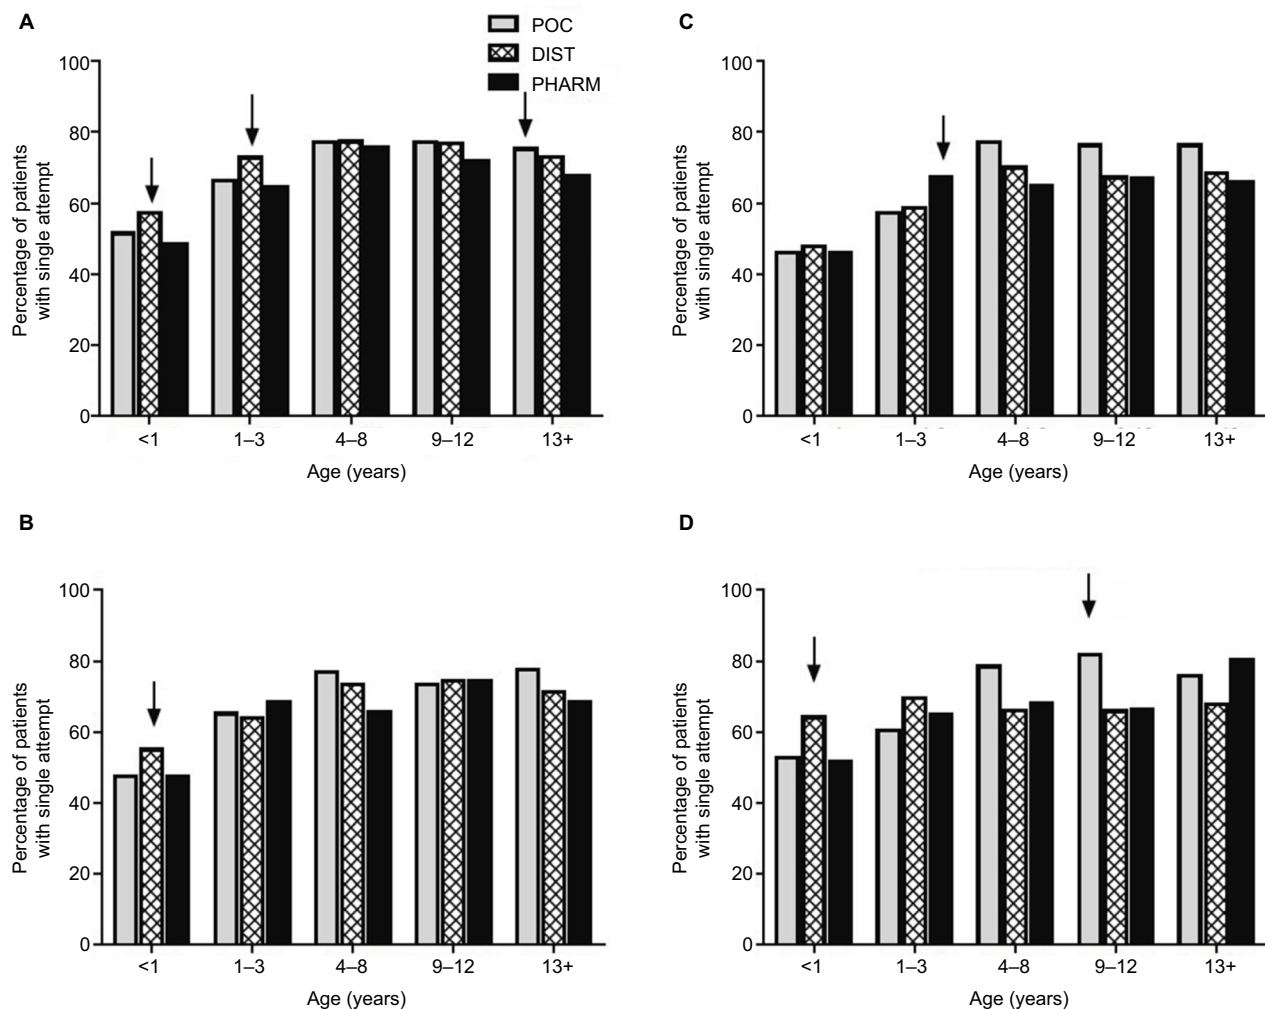 A
POC
DIST
PHARM
100
80
60
40
20
0
Percentage of patients
with single attempt
<1
1–3
4–8
9–12
13+
Age (years)
C
100
80
60
40
20
0
Percentage of patients
with single attempt
<1
1–3
4–8
9–12
13+
Age (years)
B
100
80
60
40
20
0
Percentage of patients
with single attempt
<1
1–3
4–8
9–12
13+
Age (years)
D
100
80
60
40
20
0
Percentage of patients
with single attempt
<1
1–3
4–8
9–12
13+
Age (years)